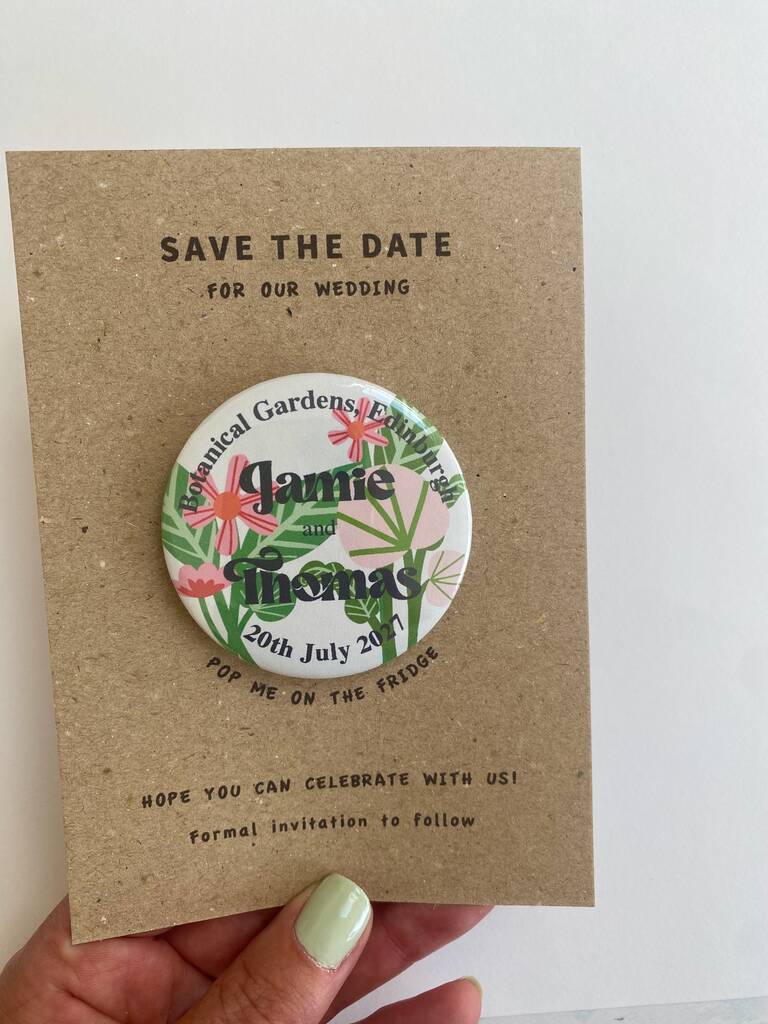 SAVE THE DATE
FOR OUR WEDDING
Botanical Gardens, Edinburgh
Jamie
and
Thomas
20th July 2027
POP ME ON THE FRIDGE
HOPE YOU CAN CELEBRATE WITH US!
Formal invitation to follow